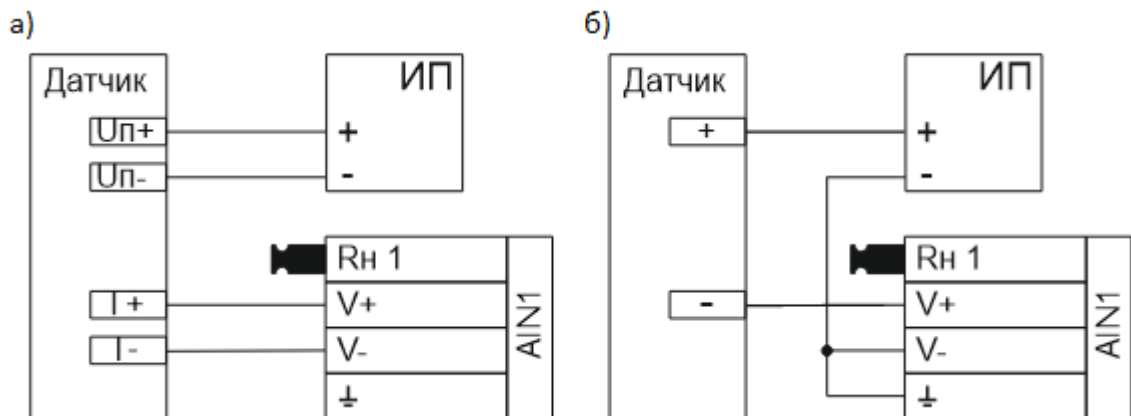 а)
Датчик
Uп+
Uп-
I+
I-
ИП
+
-
Rн 1
V+
V-
AIN1
б)
Датчик
+
-
ИП
+
-
Rн 1
V+
V-
AIN1